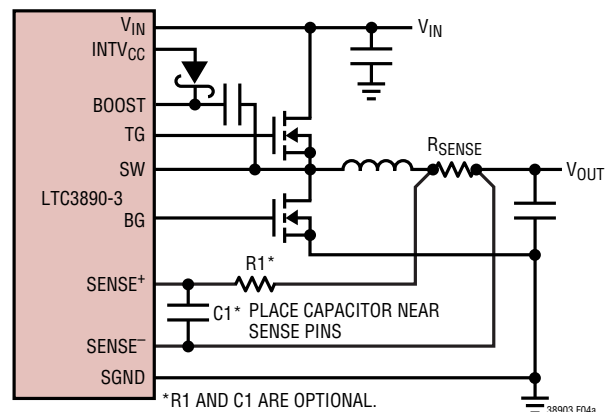 V_IN
V_IN
INTV_CC
BOOST
TG
SW
R_SENSE
V_OUT
LTC3890-3
BG
R1*
SENSE+
C1* PLACE CAPACITOR NEAR
SENSE PINS
SENSE–
SGND
*R1 AND C1 ARE OPTIONAL.
38903 F04a